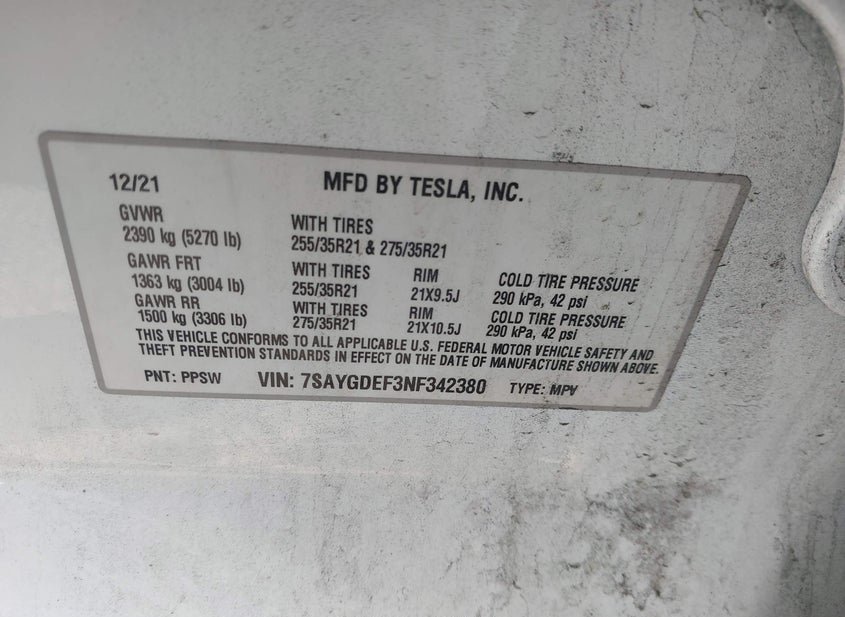 12/21 MFD BY TESLA, INC.
GVWR WITH TIRES
2390 kg (5270 lb) 255/35R21 & 275/35R21
GAWR FRT WITH TIRES RIM COLD TIRE PRESSURE
1363 kg (3004 lb) 255/35R21 21X9.5J 290 kPa, 42 psi
GAWR RR WITH TIRES RIM COLD TIRE PRESSURE
1500 kg (3306 lb) 275/35R21 21X10.5J 290 kPa, 42 psi
THIS VEHICLE CONFORMS TO ALL APPLICABLE U.S. FEDERAL MOTOR VEHICLE SAFETY AND
THEFT PREVENTION STANDARDS IN EFFECT ON THE DATE OF MANUFACTURE SHOWN ABOVE.
PNT: PPSW VIN: 7SAYGDEF3NF342380 TYPE: MPV